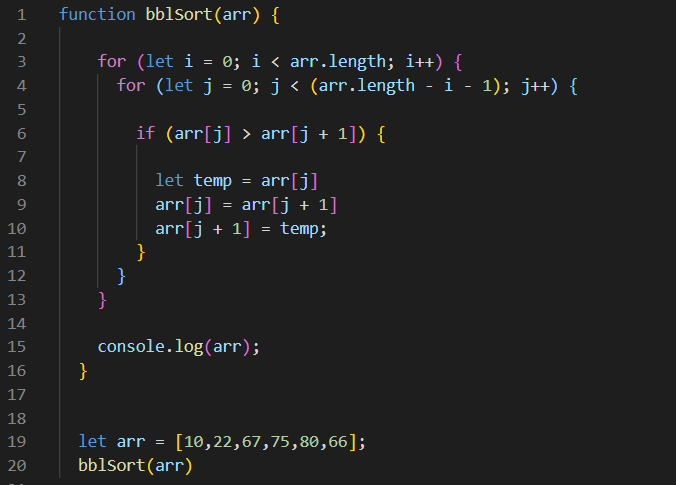 1 function bblSort(arr) {
2
3 for (let i = 0; i < arr.length; i++) {
4 for (let j = 0; j < (arr.length - i - 1); j++) {
5
6 if (arr[j] > arr[j + 1]) {
7
8 let temp = arr[j]
9 arr[j] = arr[j + 1]
10 arr[j + 1] = temp;
11 }
12 }
13 }
14
15 console.log(arr);
16 }
17
18
19 let arr = [10,22,67,75,80,66];
20 bblSort(arr)